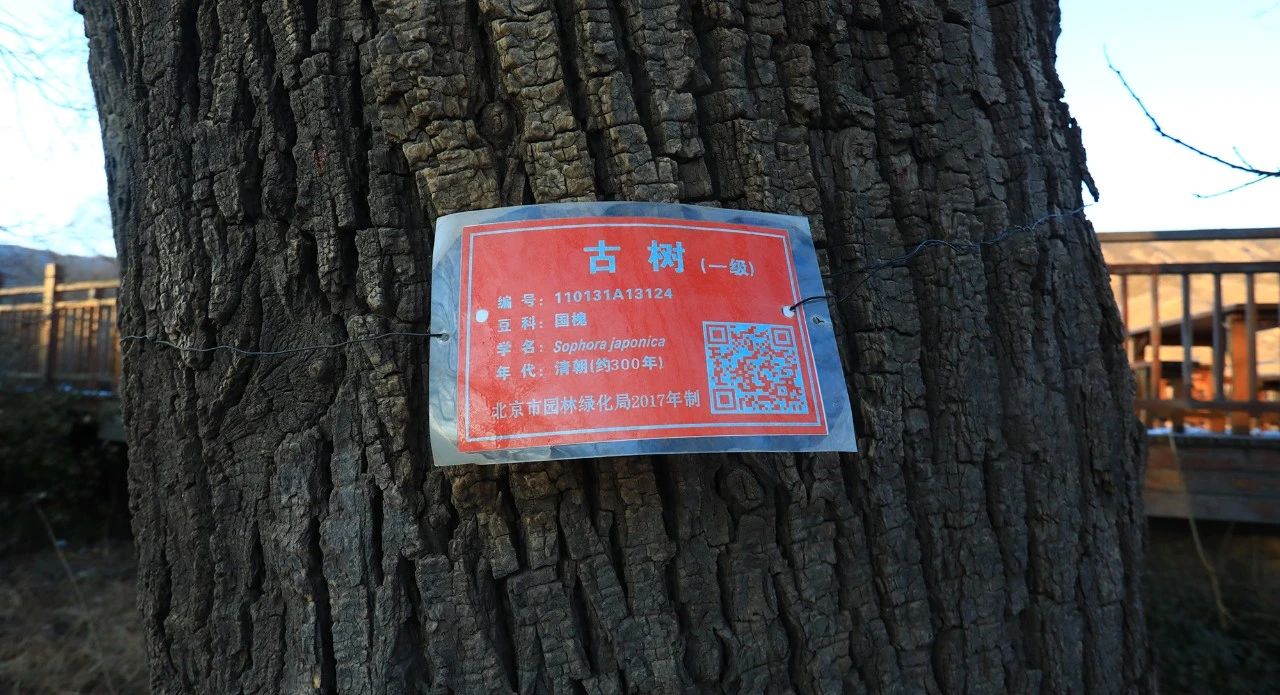 古树(一级)
编号：110131A13124
豆科：国槐
学名：Sophora japonica
年代：清朝(约300年)
北京市园林绿化局2017年制